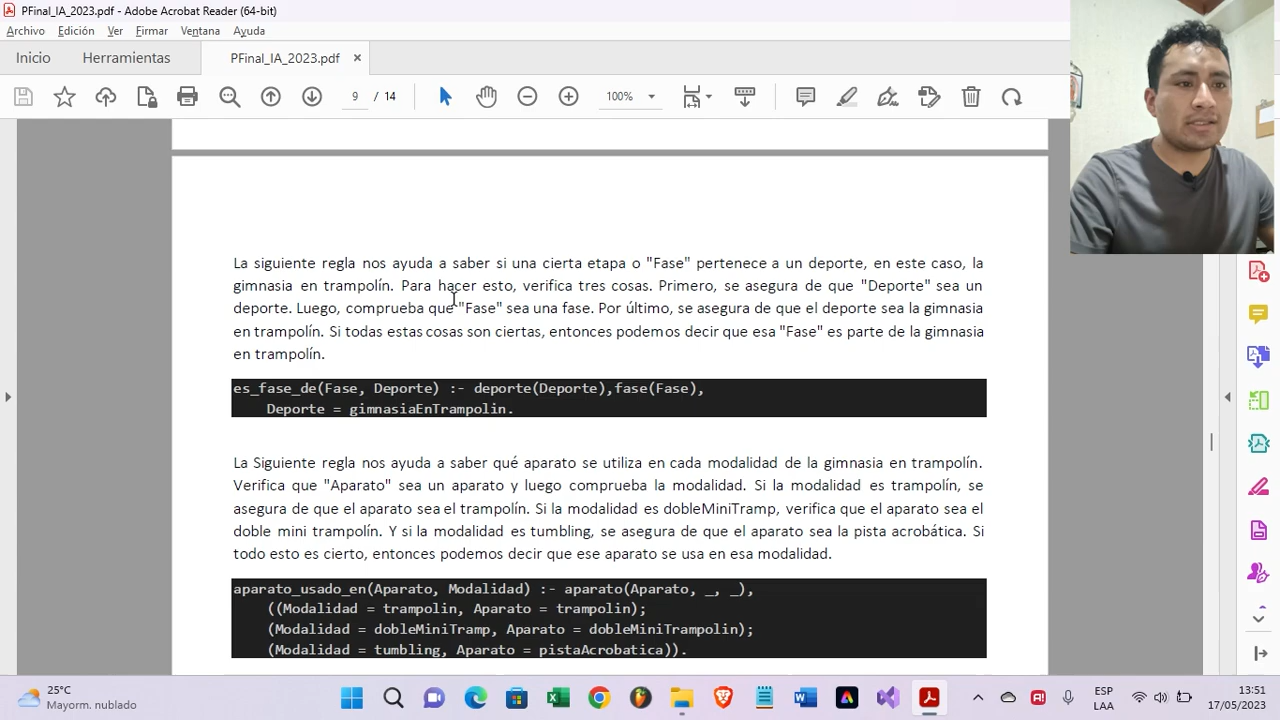 PFinal_IA_2023.pdf - Adobe Acrobat Reader (64-bit)
Archivo Edición Ver Firmar Ventana Ayuda
Inicio Herramientas PFinal_IA_2023.pdf ×
9 / 14 100%
La siguiente regla nos ayuda a saber si una cierta etapa o "Fase" pertenece a un deporte, en este caso, la
gimnasia en trampolín. Para hacer esto, verifica tres cosas. Primero, se asegura de que "Deporte" sea un
deporte. Luego, comprueba que "Fase" sea una fase. Por último, se asegura de que el deporte sea la gimnasia
en trampolín. Si todas estas cosas son ciertas, entonces podemos decir que esa "Fase" es parte de la gimnasia
en trampolín.
es_fase_de(Fase, Deporte) :- deporte(Deporte),fase(Fase),
Deporte = gimnasiaEnTrampolin.
La Siguiente regla nos ayuda a saber qué aparato se utiliza en cada modalidad de la gimnasia en trampolín.
Verifica que "Aparato" sea un aparato y luego comprueba la modalidad. Si la modalidad es trampolín, se
asegura de que el aparato sea el trampolín. Si la modalidad es dobleMiniTramp, verifica que el aparato sea el
doble mini trampolín. Y si la modalidad es tumbling, se asegura de que el aparato sea la pista acrobática. Si
todo esto es cierto, entonces podemos decir que ese aparato se usa en esa modalidad.
aparato_usado_en(Aparato, Modalidad) :- aparato(Aparato, _, _),
((Modalidad = trampolin, Aparato = trampolin);
(Modalidad = dobleMiniTramp, Aparato = dobleMiniTrampolin);
(Modalidad = tumbling, Aparato = pistaAcrobatica)).
25°C
Mayorm. nublado
ESP
LAA
13:51
17/05/2023